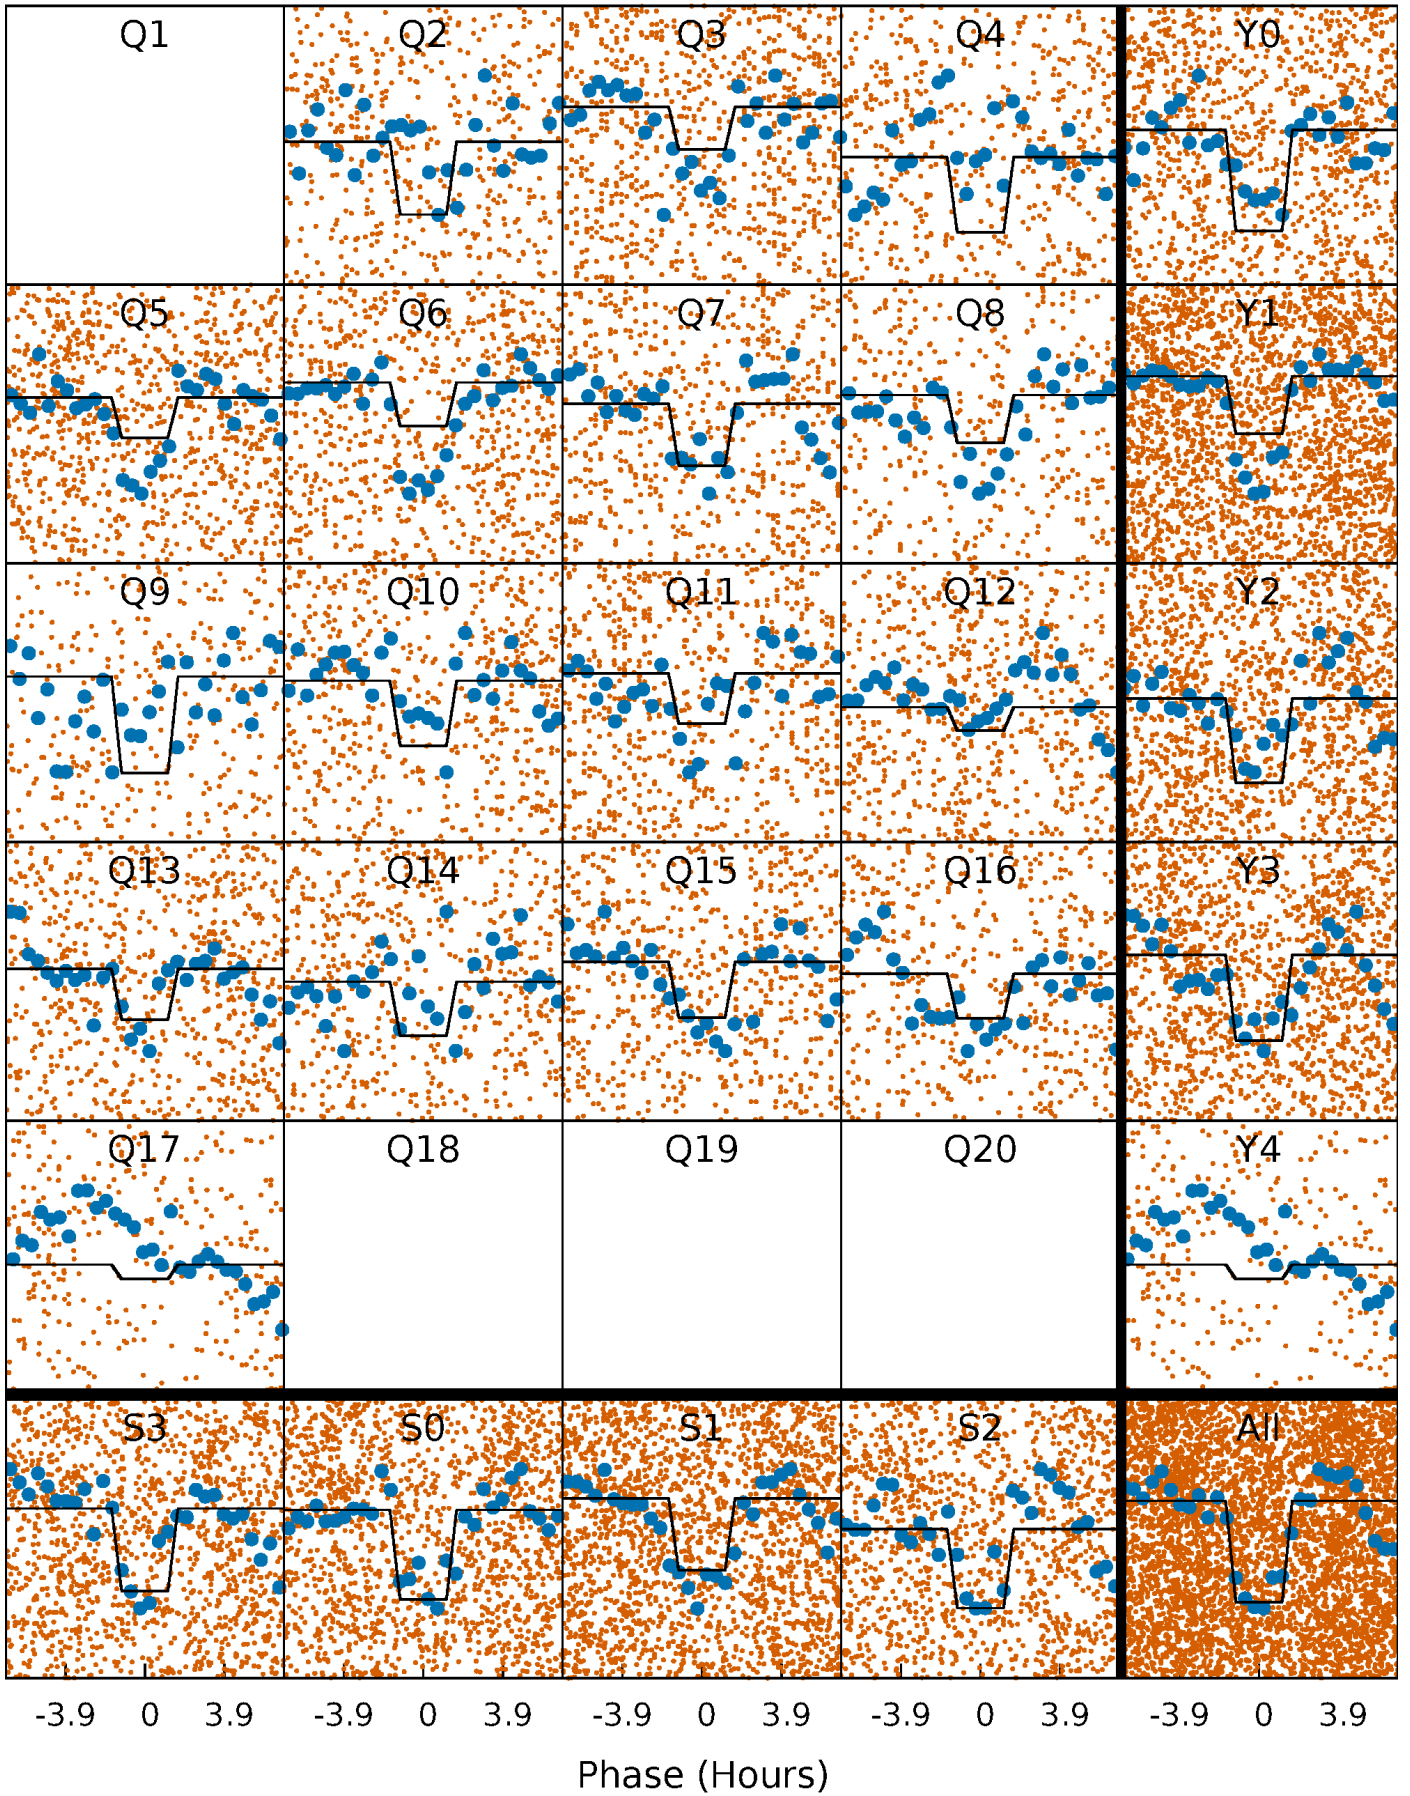 Q1 Q2 Q3 Q4 Y0
Q5 Q6 Q7 Q8 Y1
Q9 Q10 Q11 Q12 Y2
Q13 Q14 Q15 Q16 Y3
Q17 Q18 Q19 Q20 Y4
S3 S0 S1 S2 All
-3.9 0 3.9 -3.9 0 3.9 -3.9 0 3.9 -3.9 0 3.9 -3.9 0 3.9
Phase (Hours)